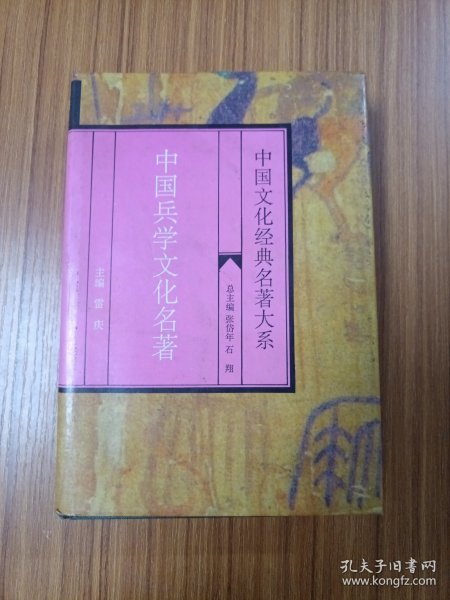 中国文化经典名著大系
总主编 张岱年 石翔
中国兵学文化名著
主编 雷庆
孔夫子旧书网
www.kongfz.com